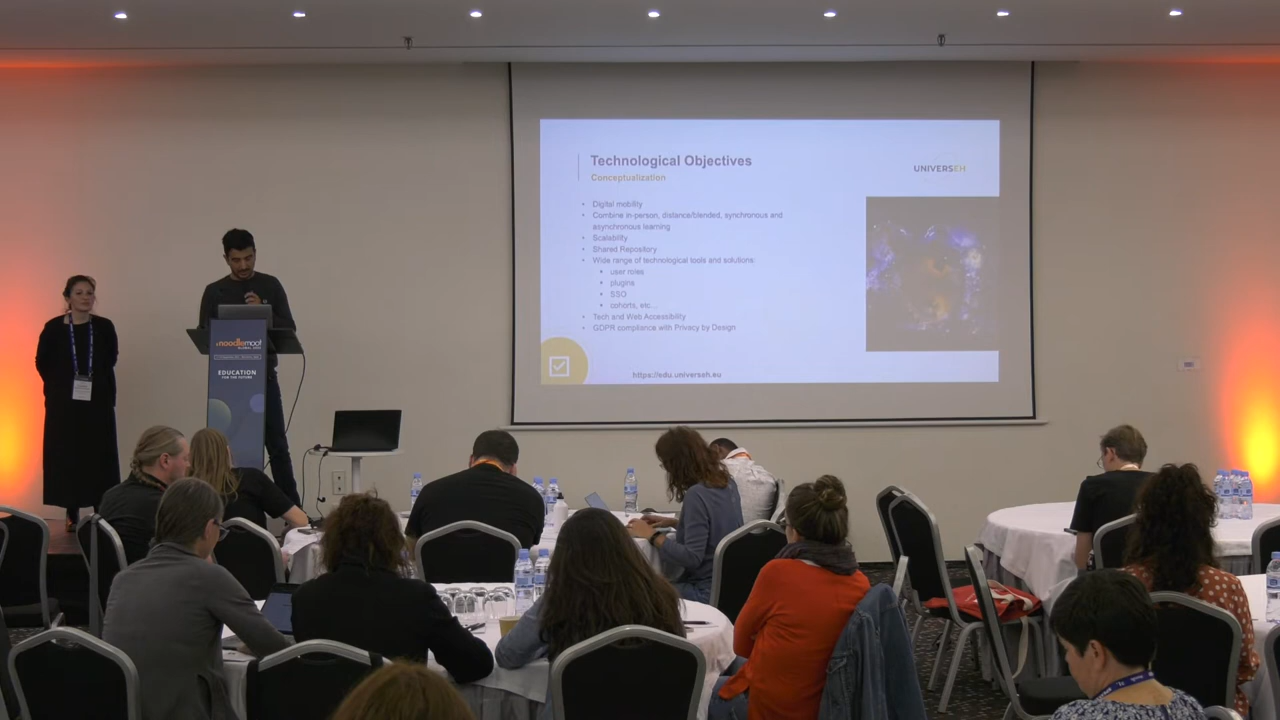 Technological Objectives
Conceptualization
UNIVERSEH
• Digital mobility
• Combine in-person, distance/blended, synchronous and
asynchronous learning
• Scalability
• Shared Repository
• Wide range of technological tools and solutions:
• user roles
• plugins
• SSO
• cohorts, etc...
• Tech and Web Accessibility
• GDPR compliance with Privacy by Design
https://edu.universeh.eu
moodlemoot
GLOBAL
EDUCATION
FOR THE FUTURE